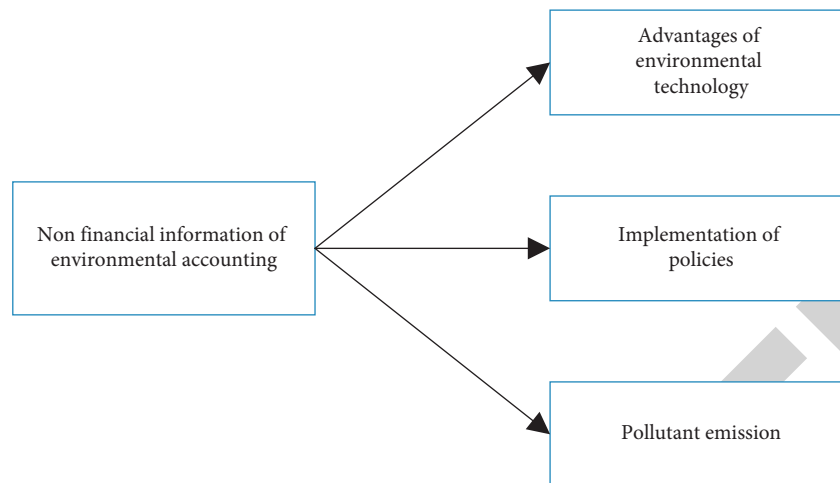 Advantages of
environmental
technology
Non financial information of
environmental accounting
Implementation of
policies
Pollutant emission